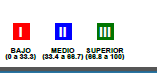 I II III
BAJO MEDIO SUPERIOR
(0 a 33.3) (33.4 a 66.7) (66.8 a 100)